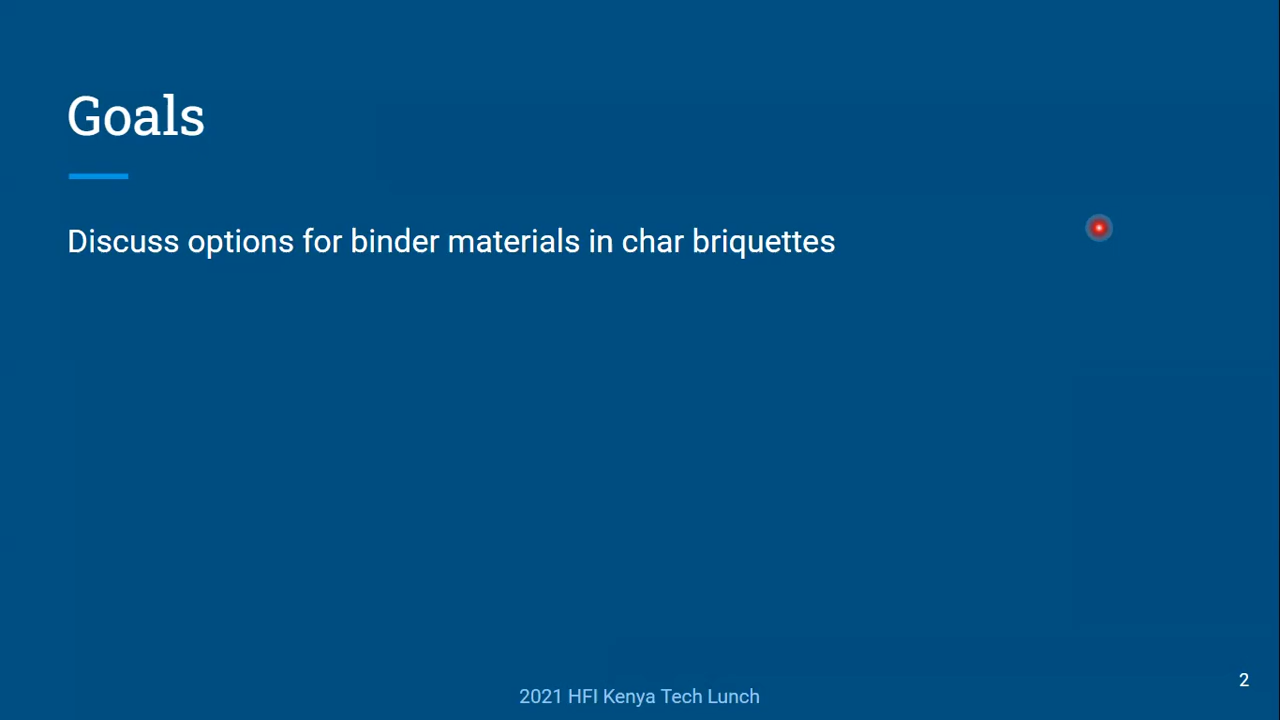 Goals
Discuss options for binder materials in char briquettes
2
2021 HFI Kenya Tech Lunch